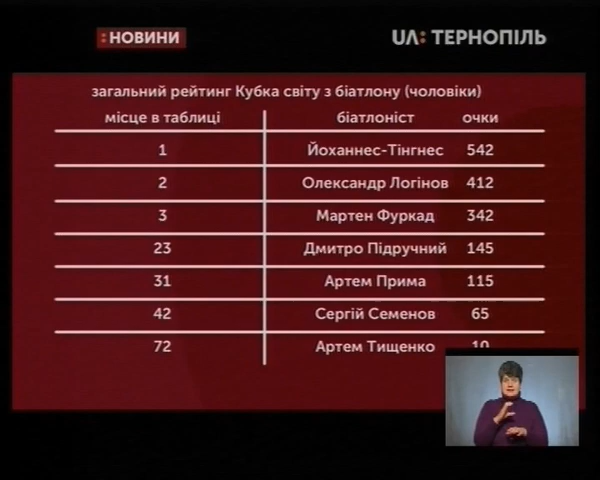 :НОВИНИ
UA: ТЕРНОПІЛЬ
загальний рейтинг Кубка світу з біатлону (чоловіки)
місце в таблиці біатлоніст очки
1 Йоханнес-Тінгнес 542
2 Олександр Логінов 412
3 Мартен Фуркад 342
23 Дмитро Підручний 145
31 Артем Прима 115
42 Сергій Семенов 65
72 Артем Тищенко 10